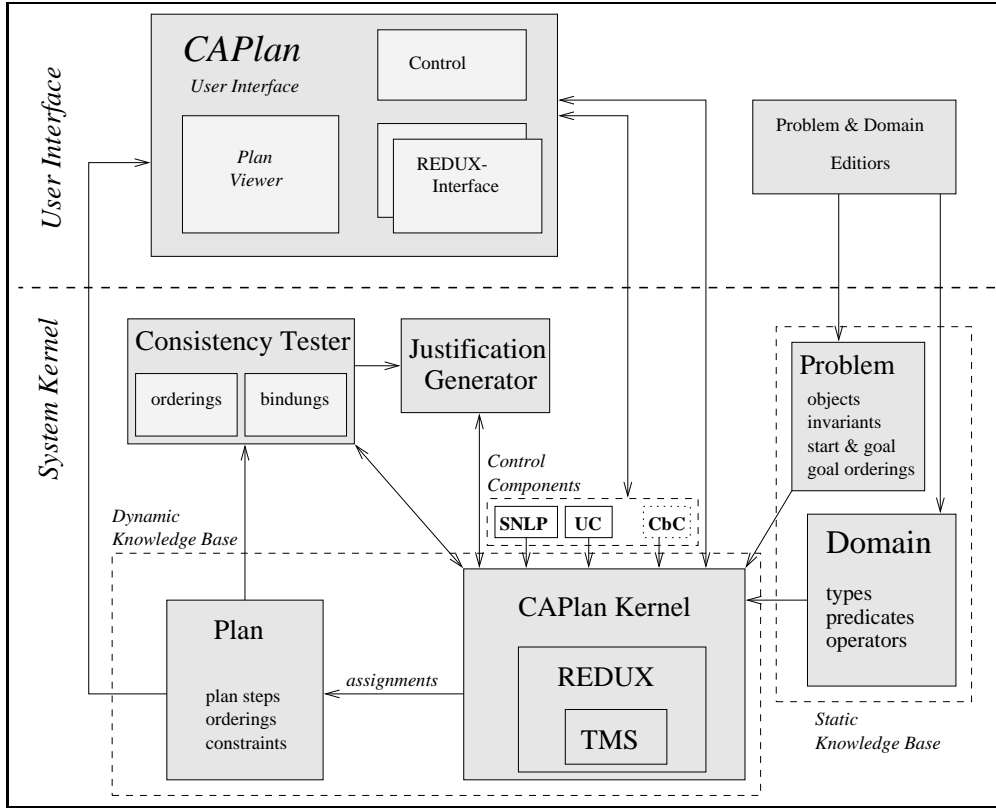 User Interface
CAPlan
User Interface
Control
Plan
Viewer
REDUX-
Interface
Problem & Domain
Editiors
System Kernel
Consistency Tester
orderings
bindungs
Justification
Generator
Problem
objects
invariants
start & goal
goal orderings
Control
Components
SNLP
UC
CbC
Dynamic
Knowledge Base
Domain
types
predicates
operators
CAPlan Kernel
REDUX
TMS
Plan
plan steps
orderings
constraints
assignments
Static
Knowledge Base